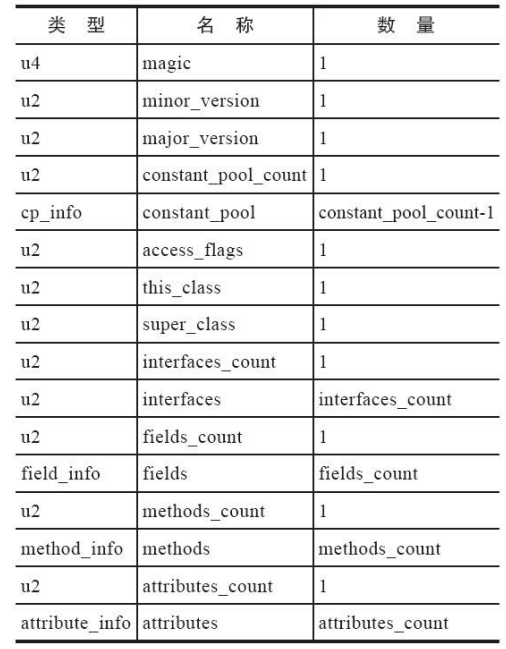 类 型 名 称 数 量
u4 magic 1
u2 minor_version 1
u2 major_version 1
u2 constant_pool_count 1
cp_info constant_pool constant_pool_count-1
u2 access_flags 1
u2 this_class 1
u2 super_class 1
u2 interfaces_count 1
u2 interfaces interfaces_count
u2 fields_count 1
field_info fields fields_count
u2 methods_count 1
method_info methods methods_count
u2 attributes_count 1
attribute_info attributes attributes_count